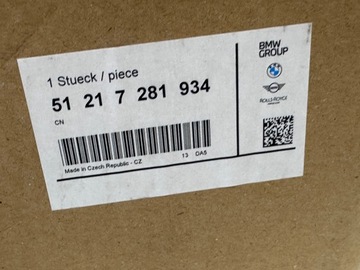 1 Stueck / piece
51 21 7 281 934
CN
Made in Czech Republic - CZ
13 DA5
BMW
GROUP
ROLLS-ROYCE